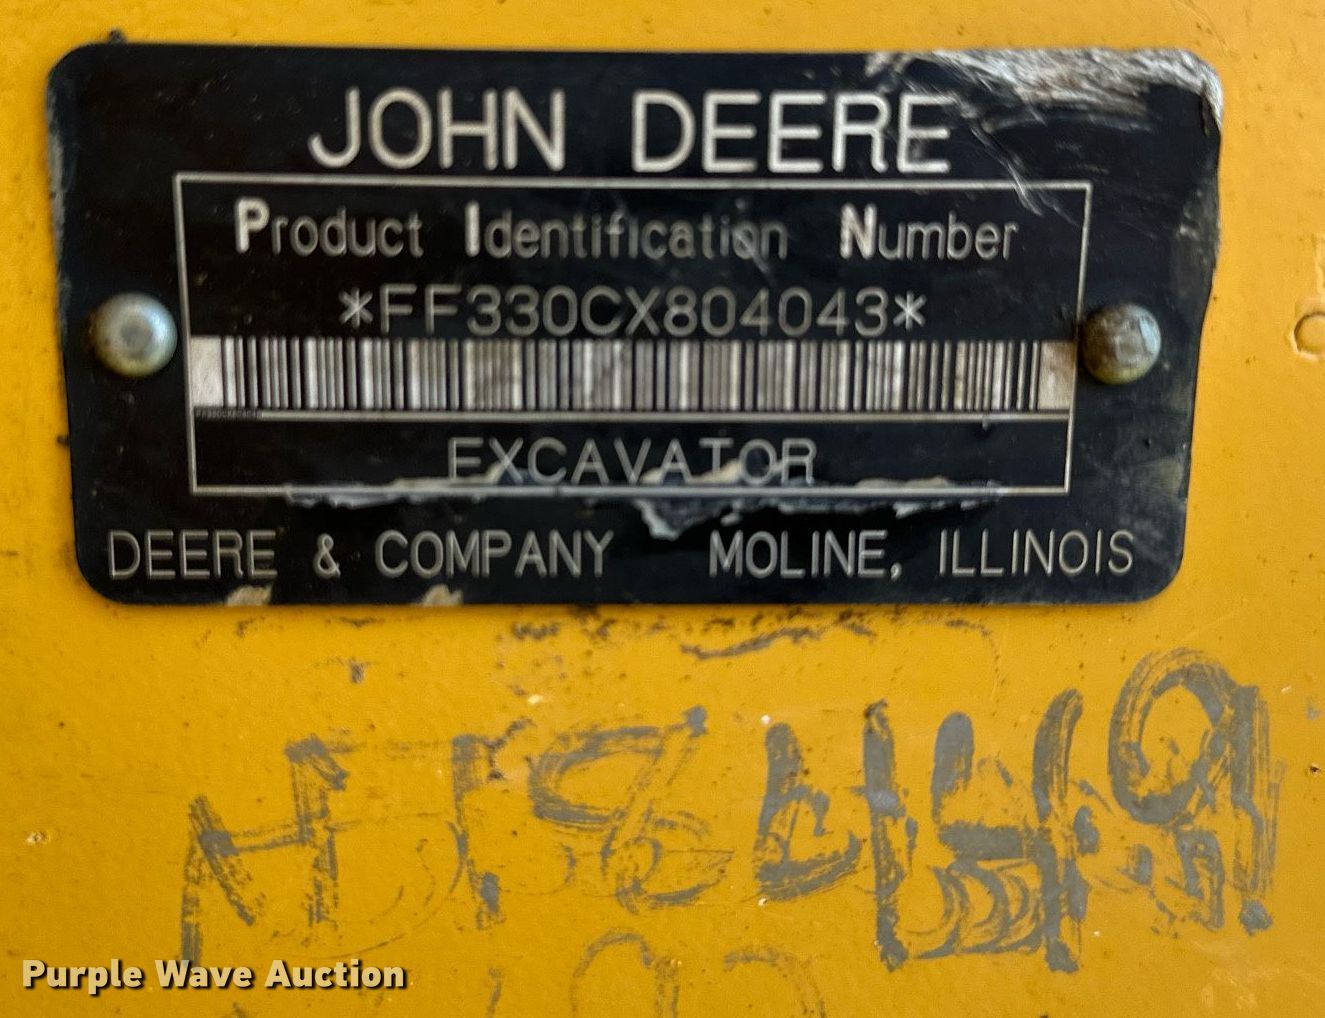 JOHN DEERE
Product Identification Number
*FF330CX804043*
EXCAVATOR
DEERE & COMPANY MOLINE, ILLINOIS
Purple Wave Auction